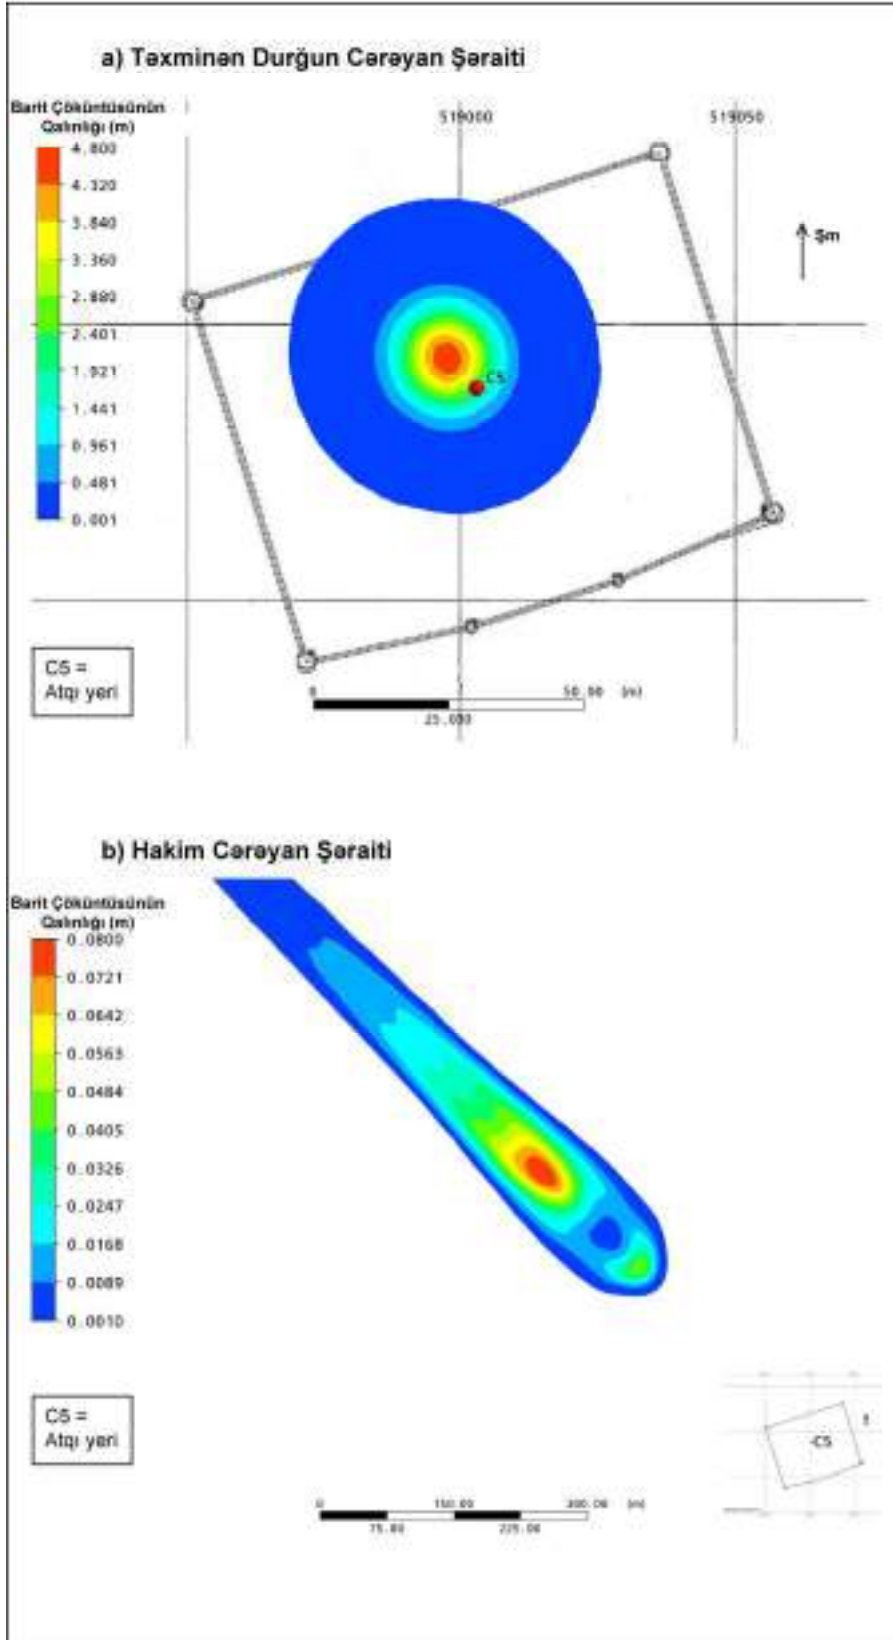 a) Təxminən Durğun Cərəyan Şəraiti
Barit Çöküntüsünün
Qalınlığı (m)
519000
519050
4.800
4.320
3.840
3.360
2.880
2.401
1.921
1.441
0.961
0.481
0.001
Şm
C5
C5 =
Atqı yeri
0
50.00 (m)
25.000
b) Hakim Cərəyan Şəraiti
Barit Çöküntüsünün
Qalınlığı (m)
0.0800
0.0721
0.0642
0.0563
0.0484
0.0405
0.0326
0.0247
0.0168
0.0089
0.0010
C5 =
Atqı yeri
C5
0
150.00
300.00 (m)
75.00
225.00